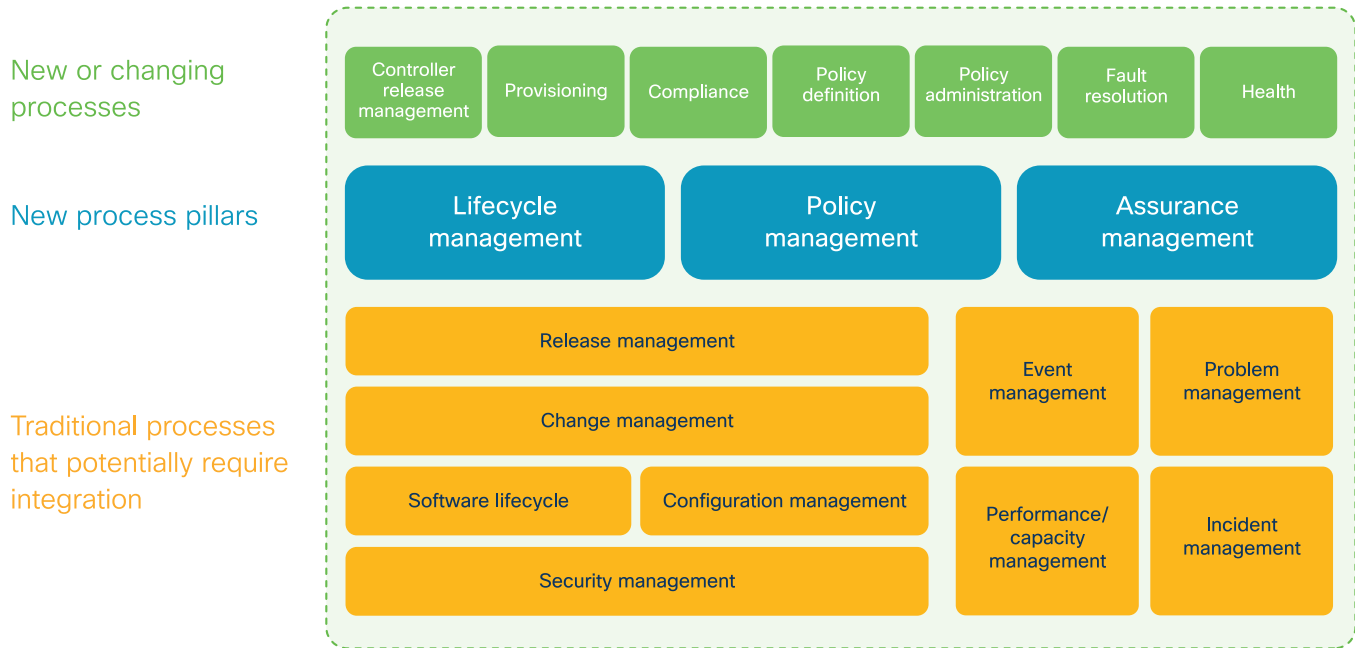 New or changing
processes
Controller
release
management
Provisioning
Compliance
Policy
definition
Policy
administration
Fault
resolution
Health
New process pillars
Lifecycle
management
Policy
management
Assurance
management
Traditional processes
that potentially require
integration
Release management
Change management
Software lifecycle
Configuration management
Security management
Event
management
Problem
management
Performance/
capacity
management
Incident
management